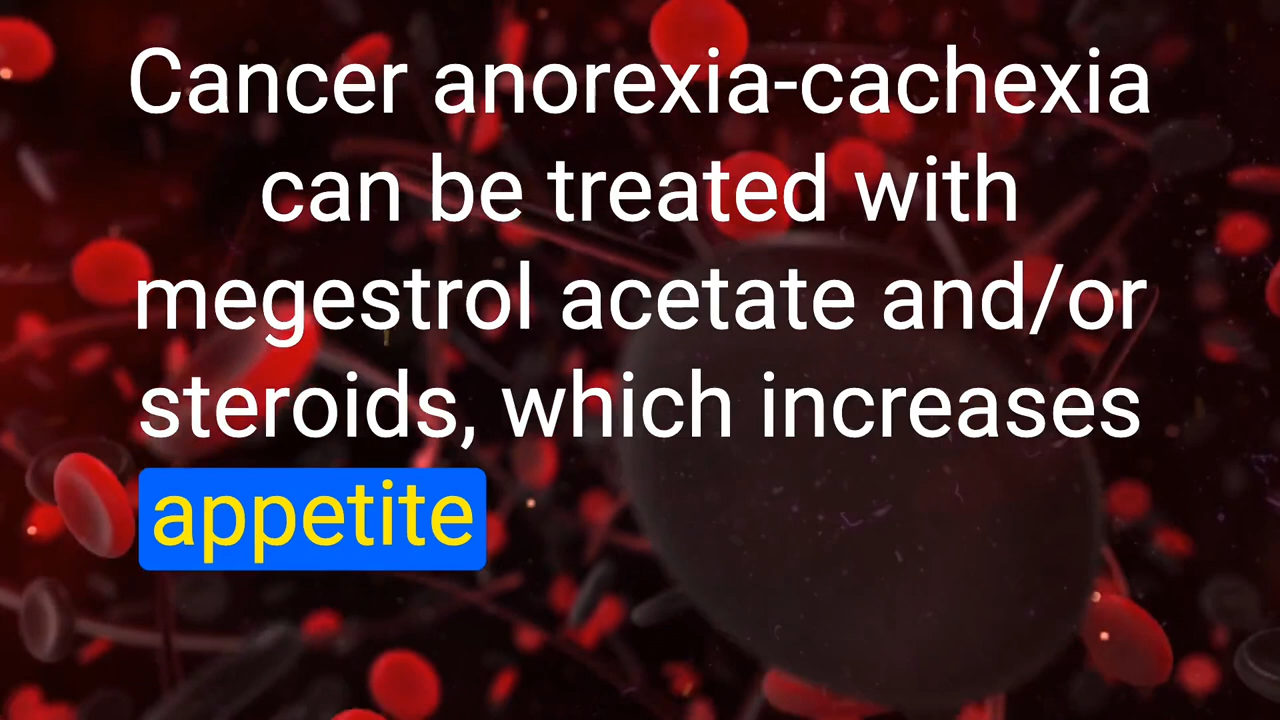 Cancer anorexia-cachexia
can be treated with
megestrol acetate and/or
steroids, which increases
appetite